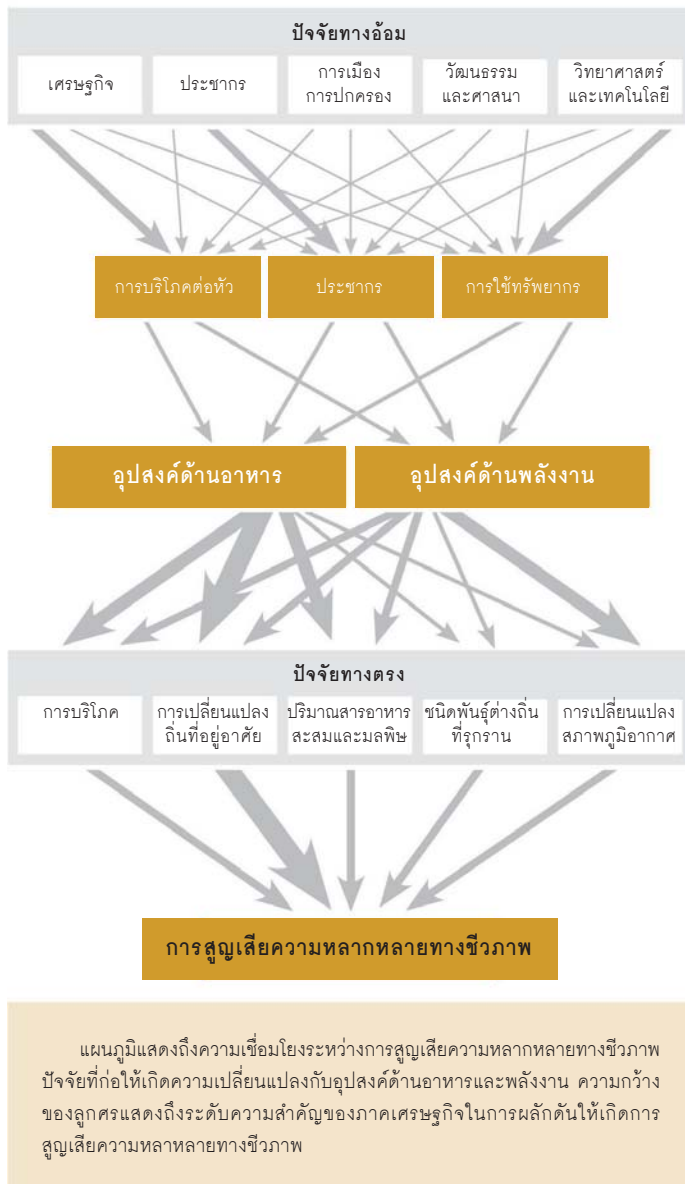 ปัจจัยทางอ้อม
เศรษฐกิจ
ประชากร
การเมือง
การปกครอง
วัฒนธรรม
และศาสนา
วิทยาศาสตร์
และเทคโนโลยี
การบริโภคต่อหัว
ประชากร
การใช้ทรัพยากร
อุปสงค์ด้านอาหาร
อุปสงค์ด้านพลังงาน
ปัจจัยทางตรง
การบริโภค
การเปลี่ยนแปลง
ถิ่นที่อยู่อาศัย
ปริมาณสารอาหาร
สะสมและมลพิษ
ชนิดพันธุ์ต่างถิ่น
ที่รุกราน
การเปลี่ยนแปลง
สภาพภูมิอากาศ
การสูญเสียความหลากหลายทางชีวภาพ
แผนภูมิแสดงถึงความเชื่อมโยงระหว่างการสูญเสียความหลากหลายทางชีวภาพ
ปัจจัยที่ก่อให้เกิดความเปลี่ยนแปลงกับอุปสงค์ด้านอาหารและพลังงาน ความกว้าง
ของลูกศรแสดงถึงระดับความสำคัญของภาคเศรษฐกิจในการผลักดันให้เกิดการ
สูญเสียความหลาหลายทางชีวภาพ